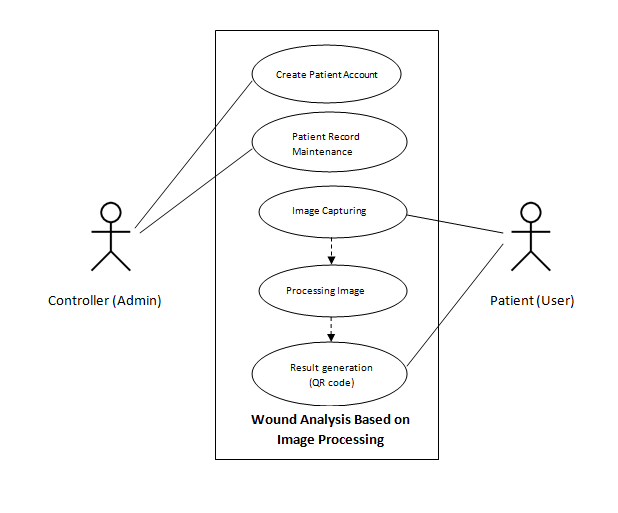 Create Patient Account
Patient Record
Maintenance
Image Capturing
Processing Image
Controller (Admin)
Patient (User)
Result generation
(QR code)
Wound Analysis Based on
Image Processing